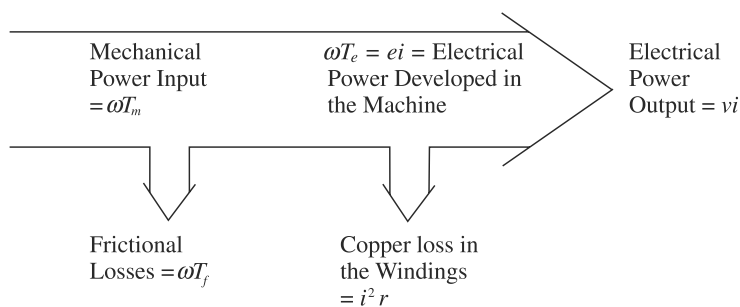 Mechanical
Power Input
= ωTₘ
ωTₑ = ei = Electrical
Power Developed in
the Machine
Electrical
Power
Output = vi
Frictional
Losses = ωT_f
Copper loss in
the Windings
= i² r